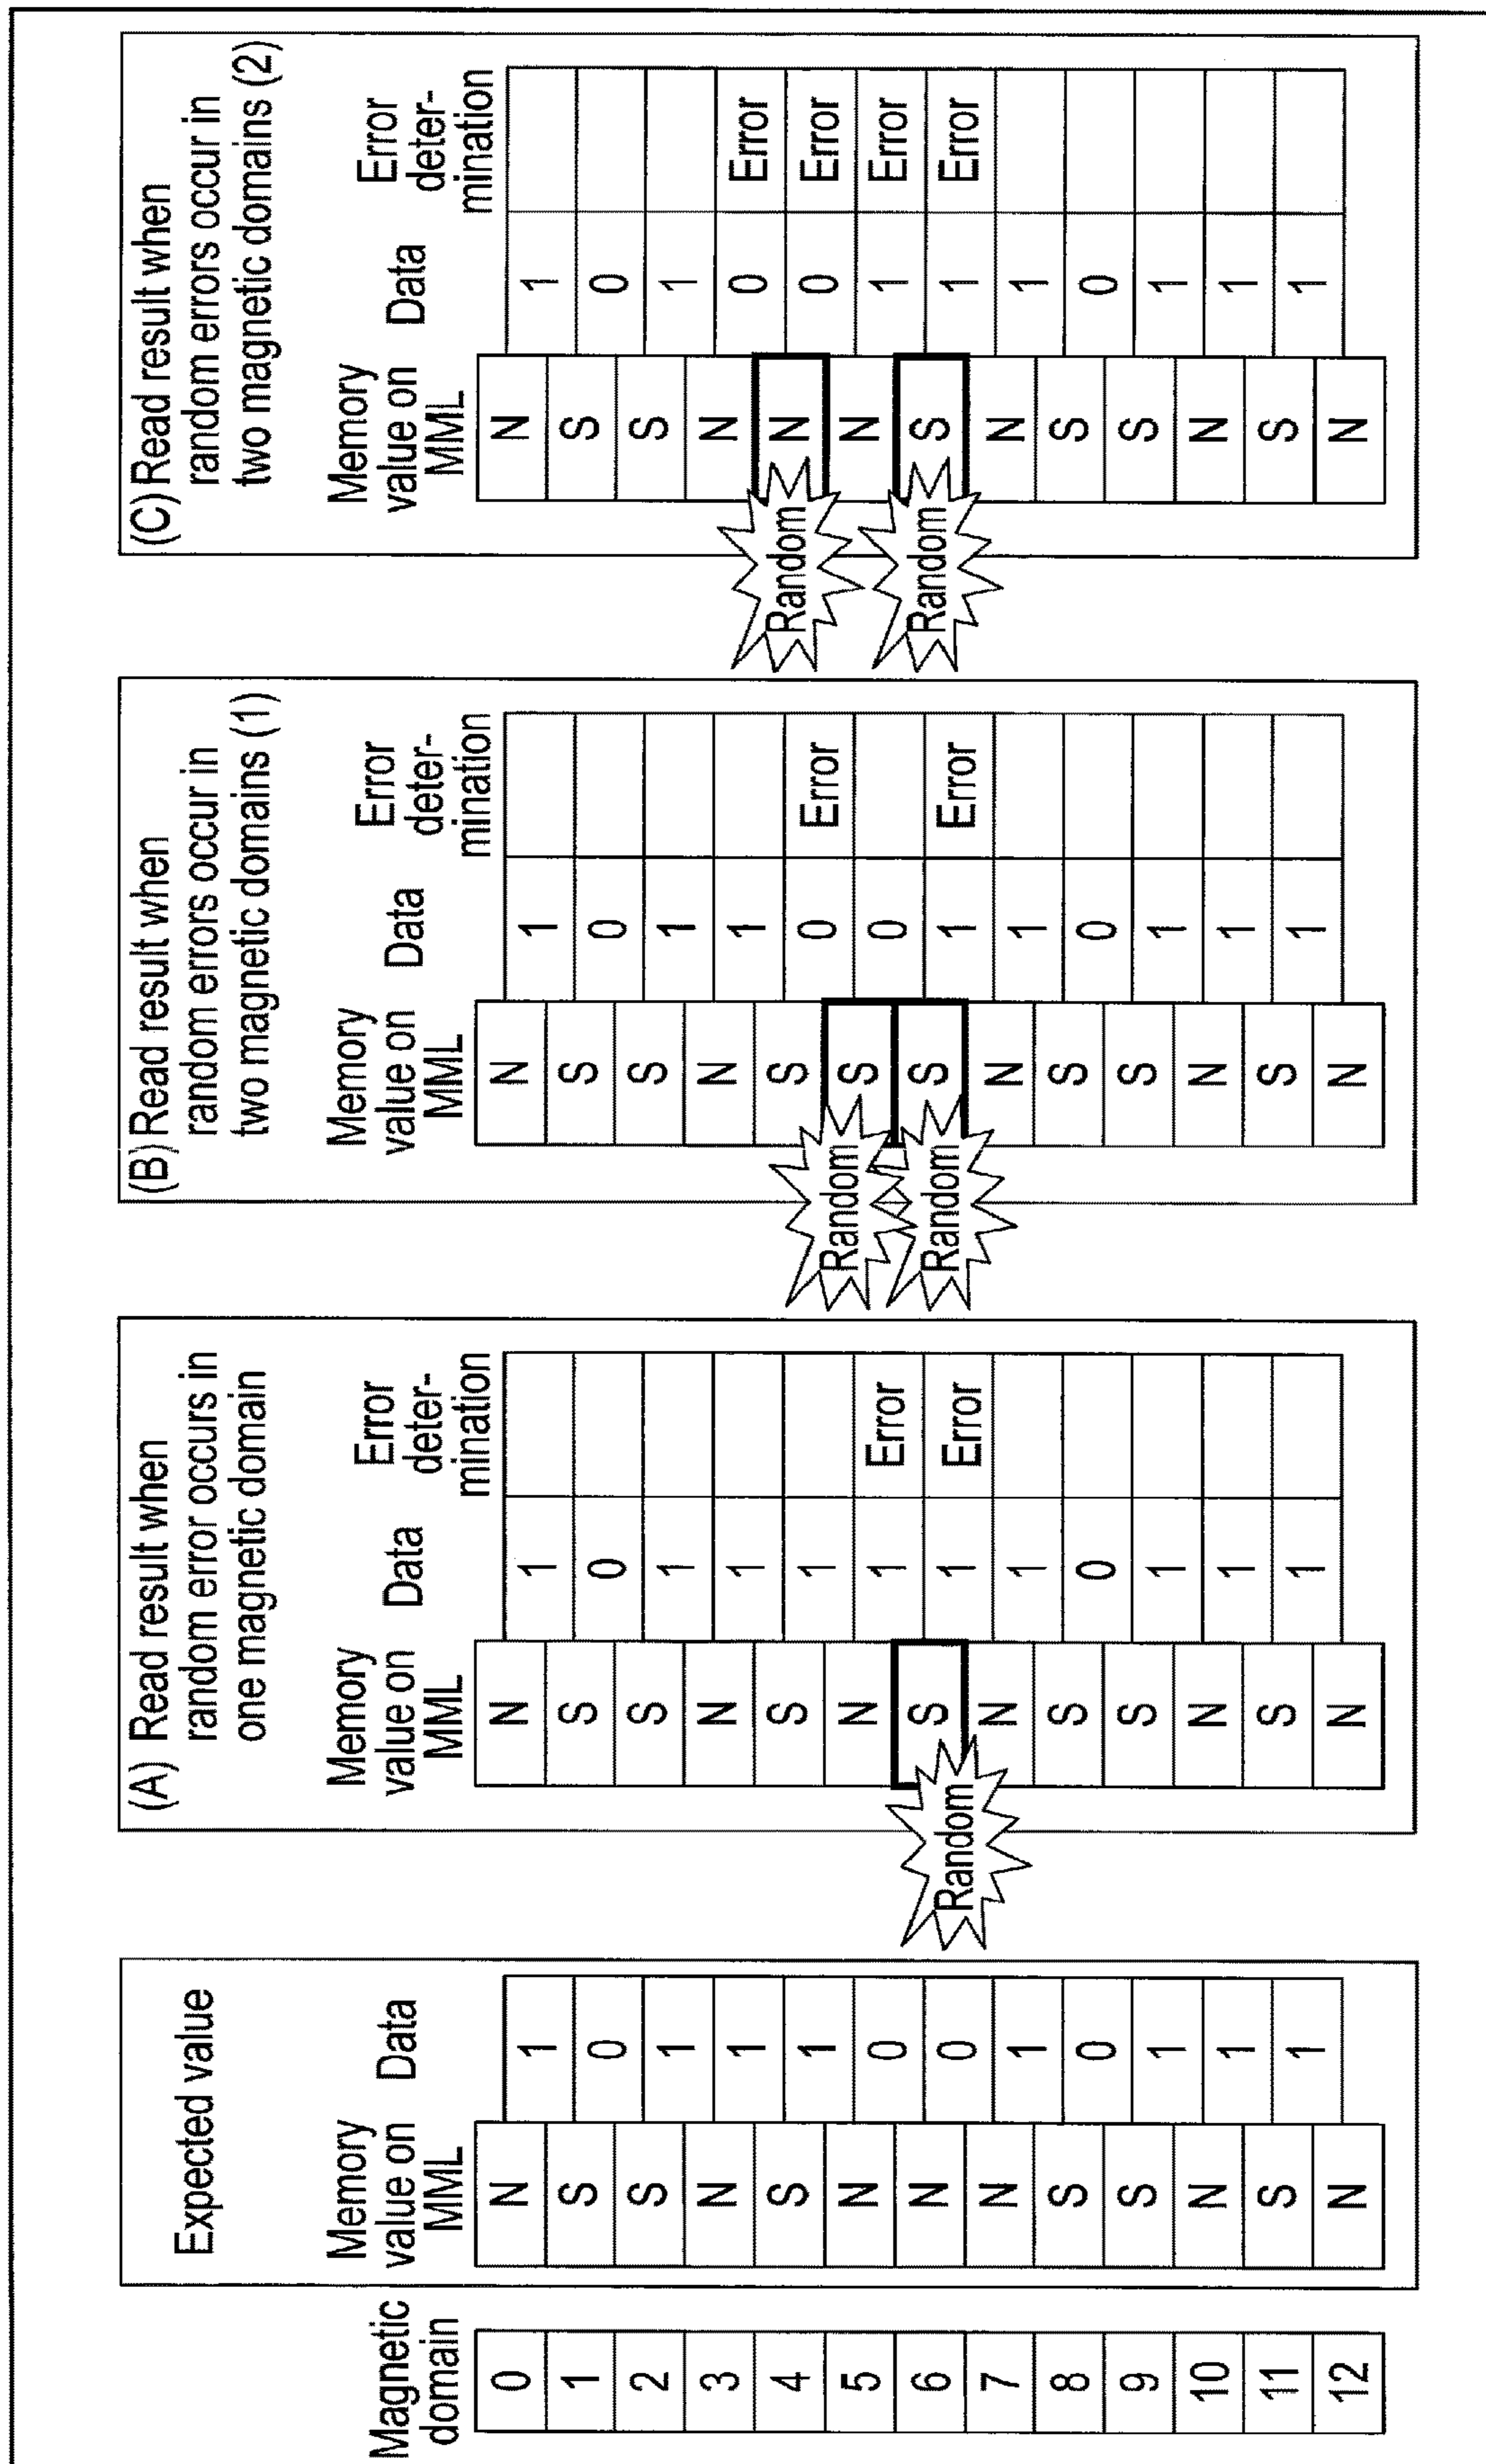 Magnetic
domain
0
1
2
3
4
5
6
7
8
9
10
11
12
Expected value
Memory
value on
MML
N
S
S
N
S
N
N
N
S
S
N
S
N
Data
1
0
1
1
1
0
0
1
0
1
1
1
(A) Read result when
random error occurs in
one magnetic domain
Memory
value on
MML
N
S
S
N
S
N
S
N
S
S
N
S
N
Random
Data
1
0
1
1
1
1
1
1
0
1
1
1
Error
deter-
mination
Error
Error
(B) Read result when
random errors occur in
two magnetic domains (1)
Memory
value on
MML
N
S
S
N
S
S
S
N
S
S
N
S
N
Random
Random
Data
1
0
1
1
0
0
1
1
0
1
1
1
Error
deter-
mination
Error
Error
(C) Read result when
random errors occur in
two magnetic domains (2)
Memory
value on
MML
N
S
S
N
N
N
S
N
S
S
N
S
N
Random
Random
Data
1
0
1
0
0
1
1
1
0
1
1
1
Error
deter-
mination
Error
Error
Error
Error